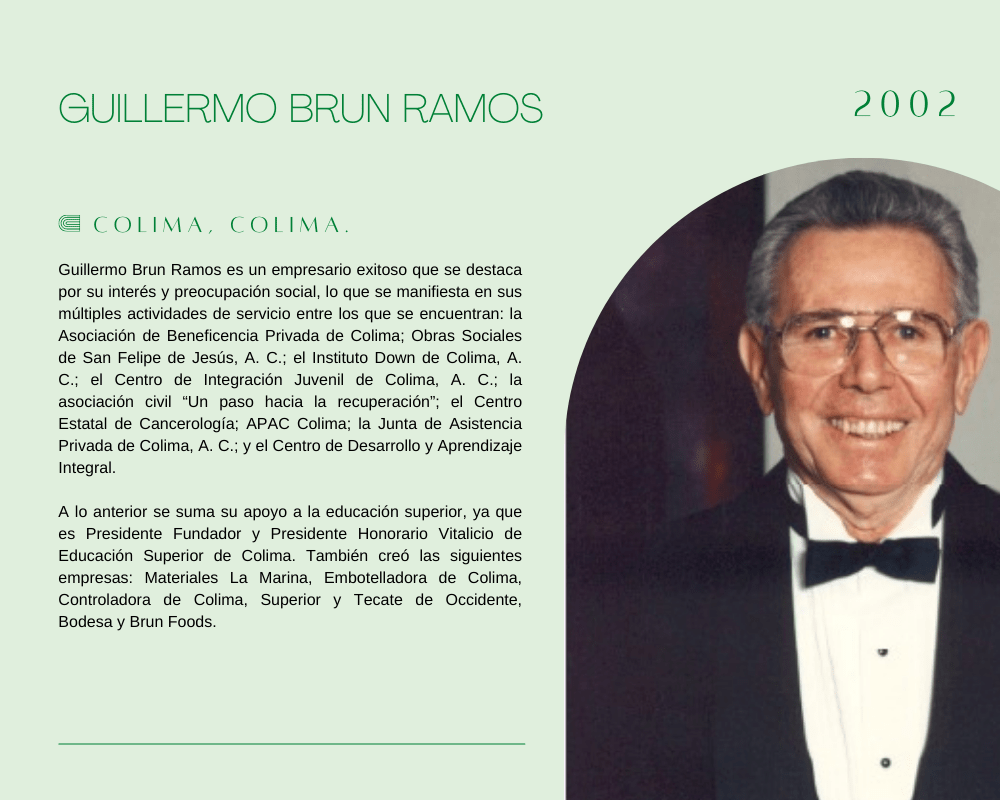 GUILLERMO BRUN RAMOS
2002
COLIMA, COLIMA.
Guillermo Brun Ramos es un empresario exitoso que se destaca
por su interés y preocupación social, lo que se manifiesta en sus
múltiples actividades de servicio entre los que se encuentran: la
Asociación de Beneficencia Privada de Colima; Obras Sociales
de San Felipe de Jesús, A. C.; el Instituto Down de Colima, A.
C.; el Centro de Integración Juvenil de Colima, A. C.; la
asociación civil “Un paso hacia la recuperación”; el Centro
Estatal de Cancerología; APAC Colima; la Junta de Asistencia
Privada de Colima, A. C.; y el Centro de Desarrollo y Aprendizaje
Integral.
A lo anterior se suma su apoyo a la educación superior, ya que
es Presidente Fundador y Presidente Honorario Vitalicio de
Educación Superior de Colima. También creó las siguientes
empresas: Materiales La Marina, Embotelladora de Colima,
Controladora de Colima, Superior y Tecate de Occidente,
Bodesa y Brun Foods.